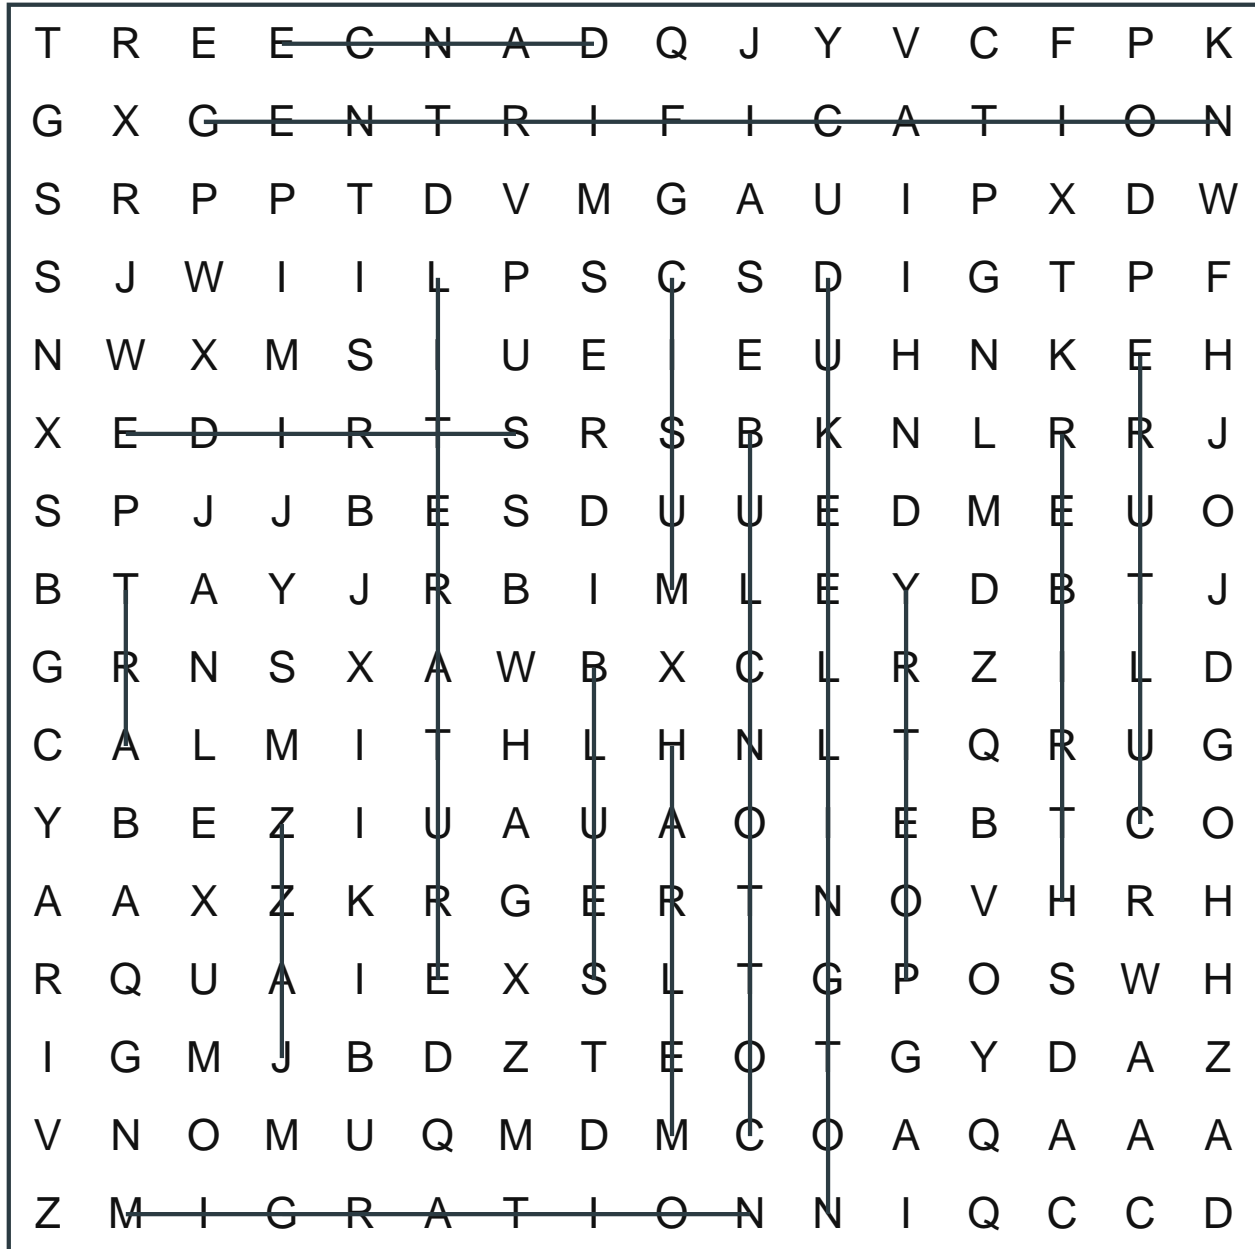 T R E E C N A D Q J Y V C F P K
G X G E N T R I F I C A T I O N
S R P P T D V M G A U I P X D W
S J W I I L P S C S D I G T P F
N W X M S I U E I E U H N K E H
X E D I R T S R S B K N L R R J
S P J J B E S D U U E D M E U O
B T A Y J R B I M L E Y D B T J
G R N S X A W B X C L R Z I L D
C A L M I T H L H N L T Q R U G
Y B E Z I U A U A O I E B T C O
A A X Z K R G E R T N O V H R H
R Q U A I E X S L T G P O S W H
I G M J B D Z T E O T G Y D A Z
V N O M U Q M D M C O A Q A A A
Z M I G R A T I O N N I Q C C D